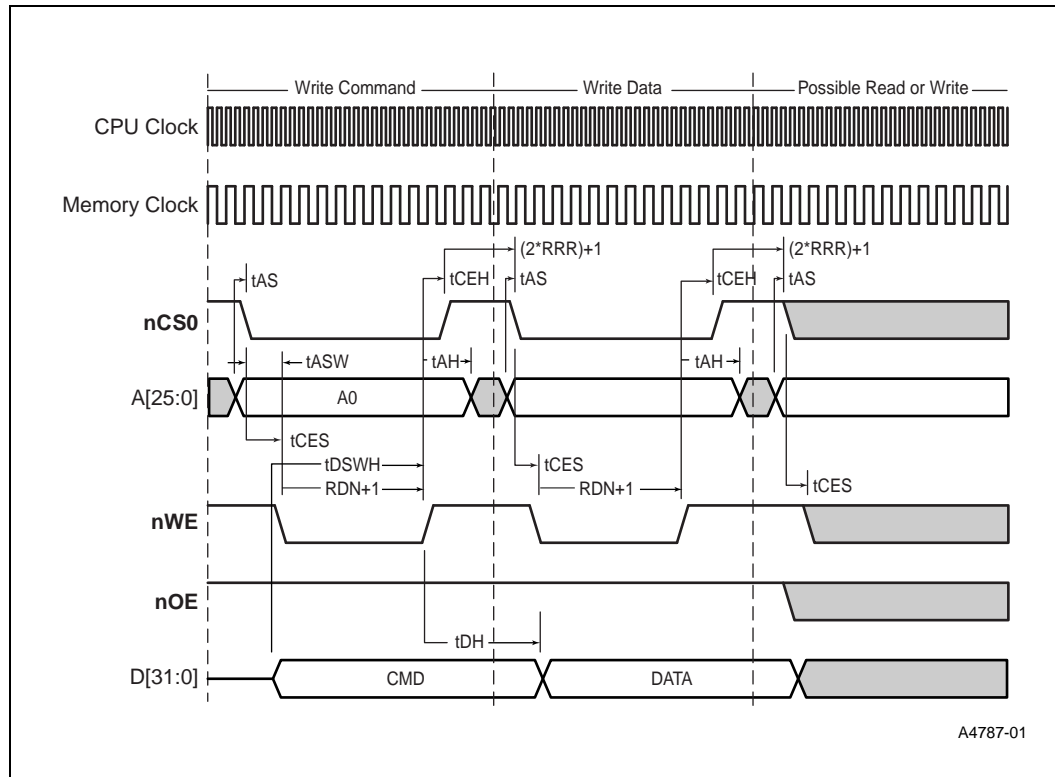 Write Command Write Data Possible Read or Write
CPU Clock
Memory Clock
(2*RRR)+1 (2*RRR)+1
tAS tCEH tAS tCEH tAS
nCS0
tASW tAH tAH
A[25:0] A0
tCES
tDSWH tCES
RDN+1 RDN+1 tCES
nWE
nOE
tDH
D[31:0] CMD DATA
A4787-01